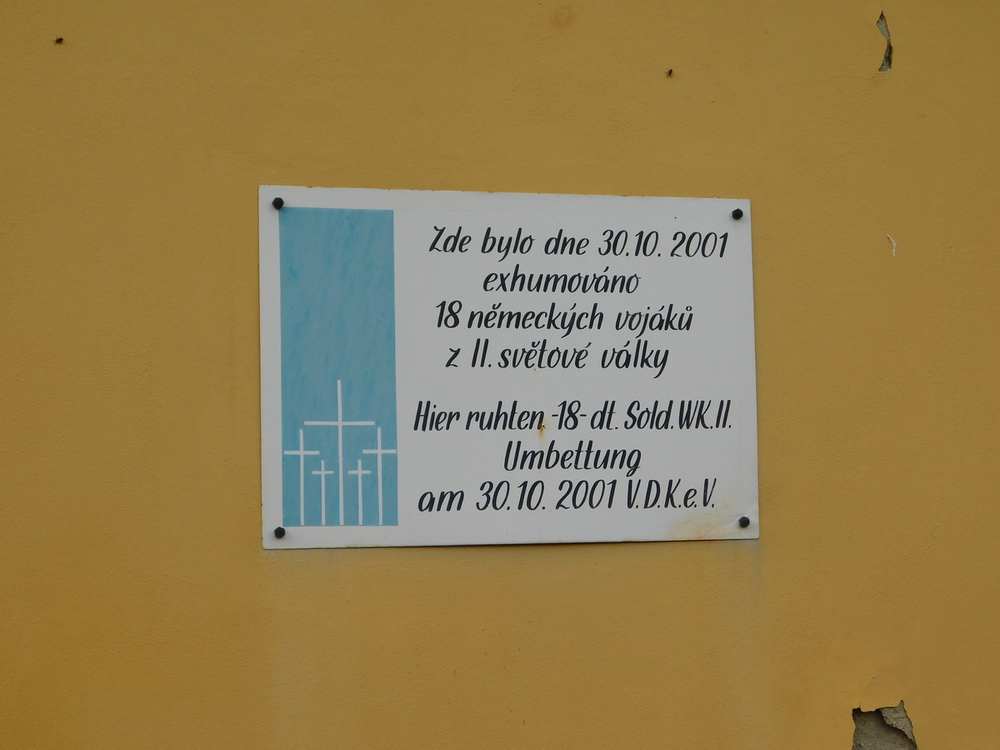 Zde bylo dne 30.10. 2001
exhumováno
18 německých vojáků
z II. světové války
Hier ruhten -18- dt. Sold. WK. II.
Umbettung
am 30.10. 2001 V.D.K.e.V.